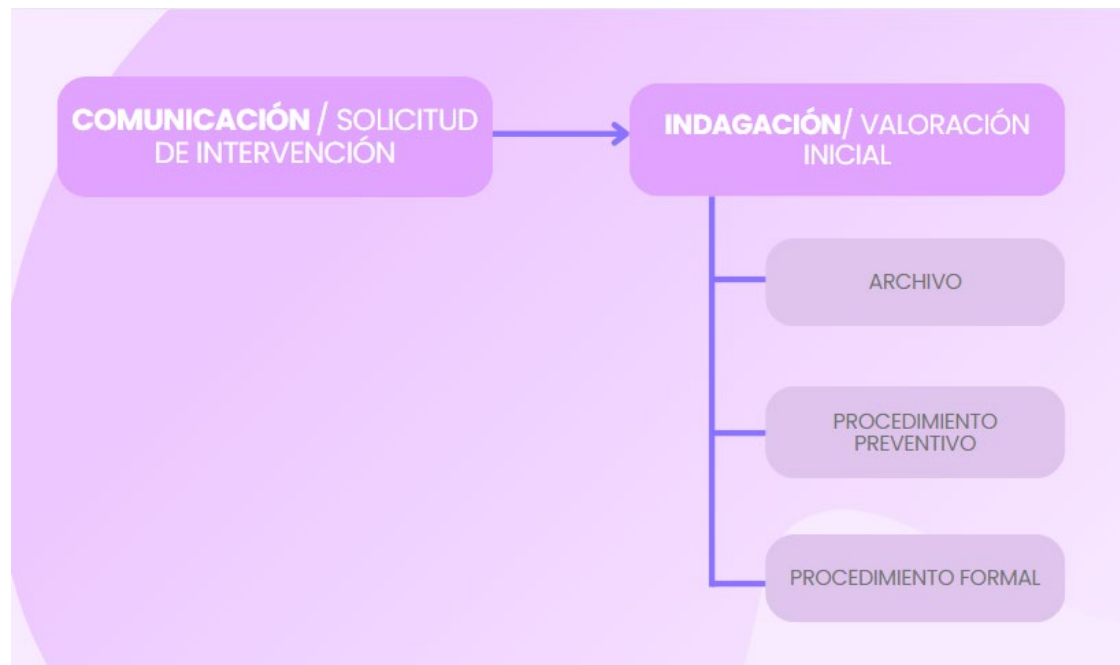 COMUNICACIÓN / SOLICITUD
DE INTERVENCIÓN
INDAGACIÓN/ VALORACIÓN
INICIAL
ARCHIVO
PROCEDIMIENTO
PREVENTIVO
PROCEDIMIENTO FORMAL